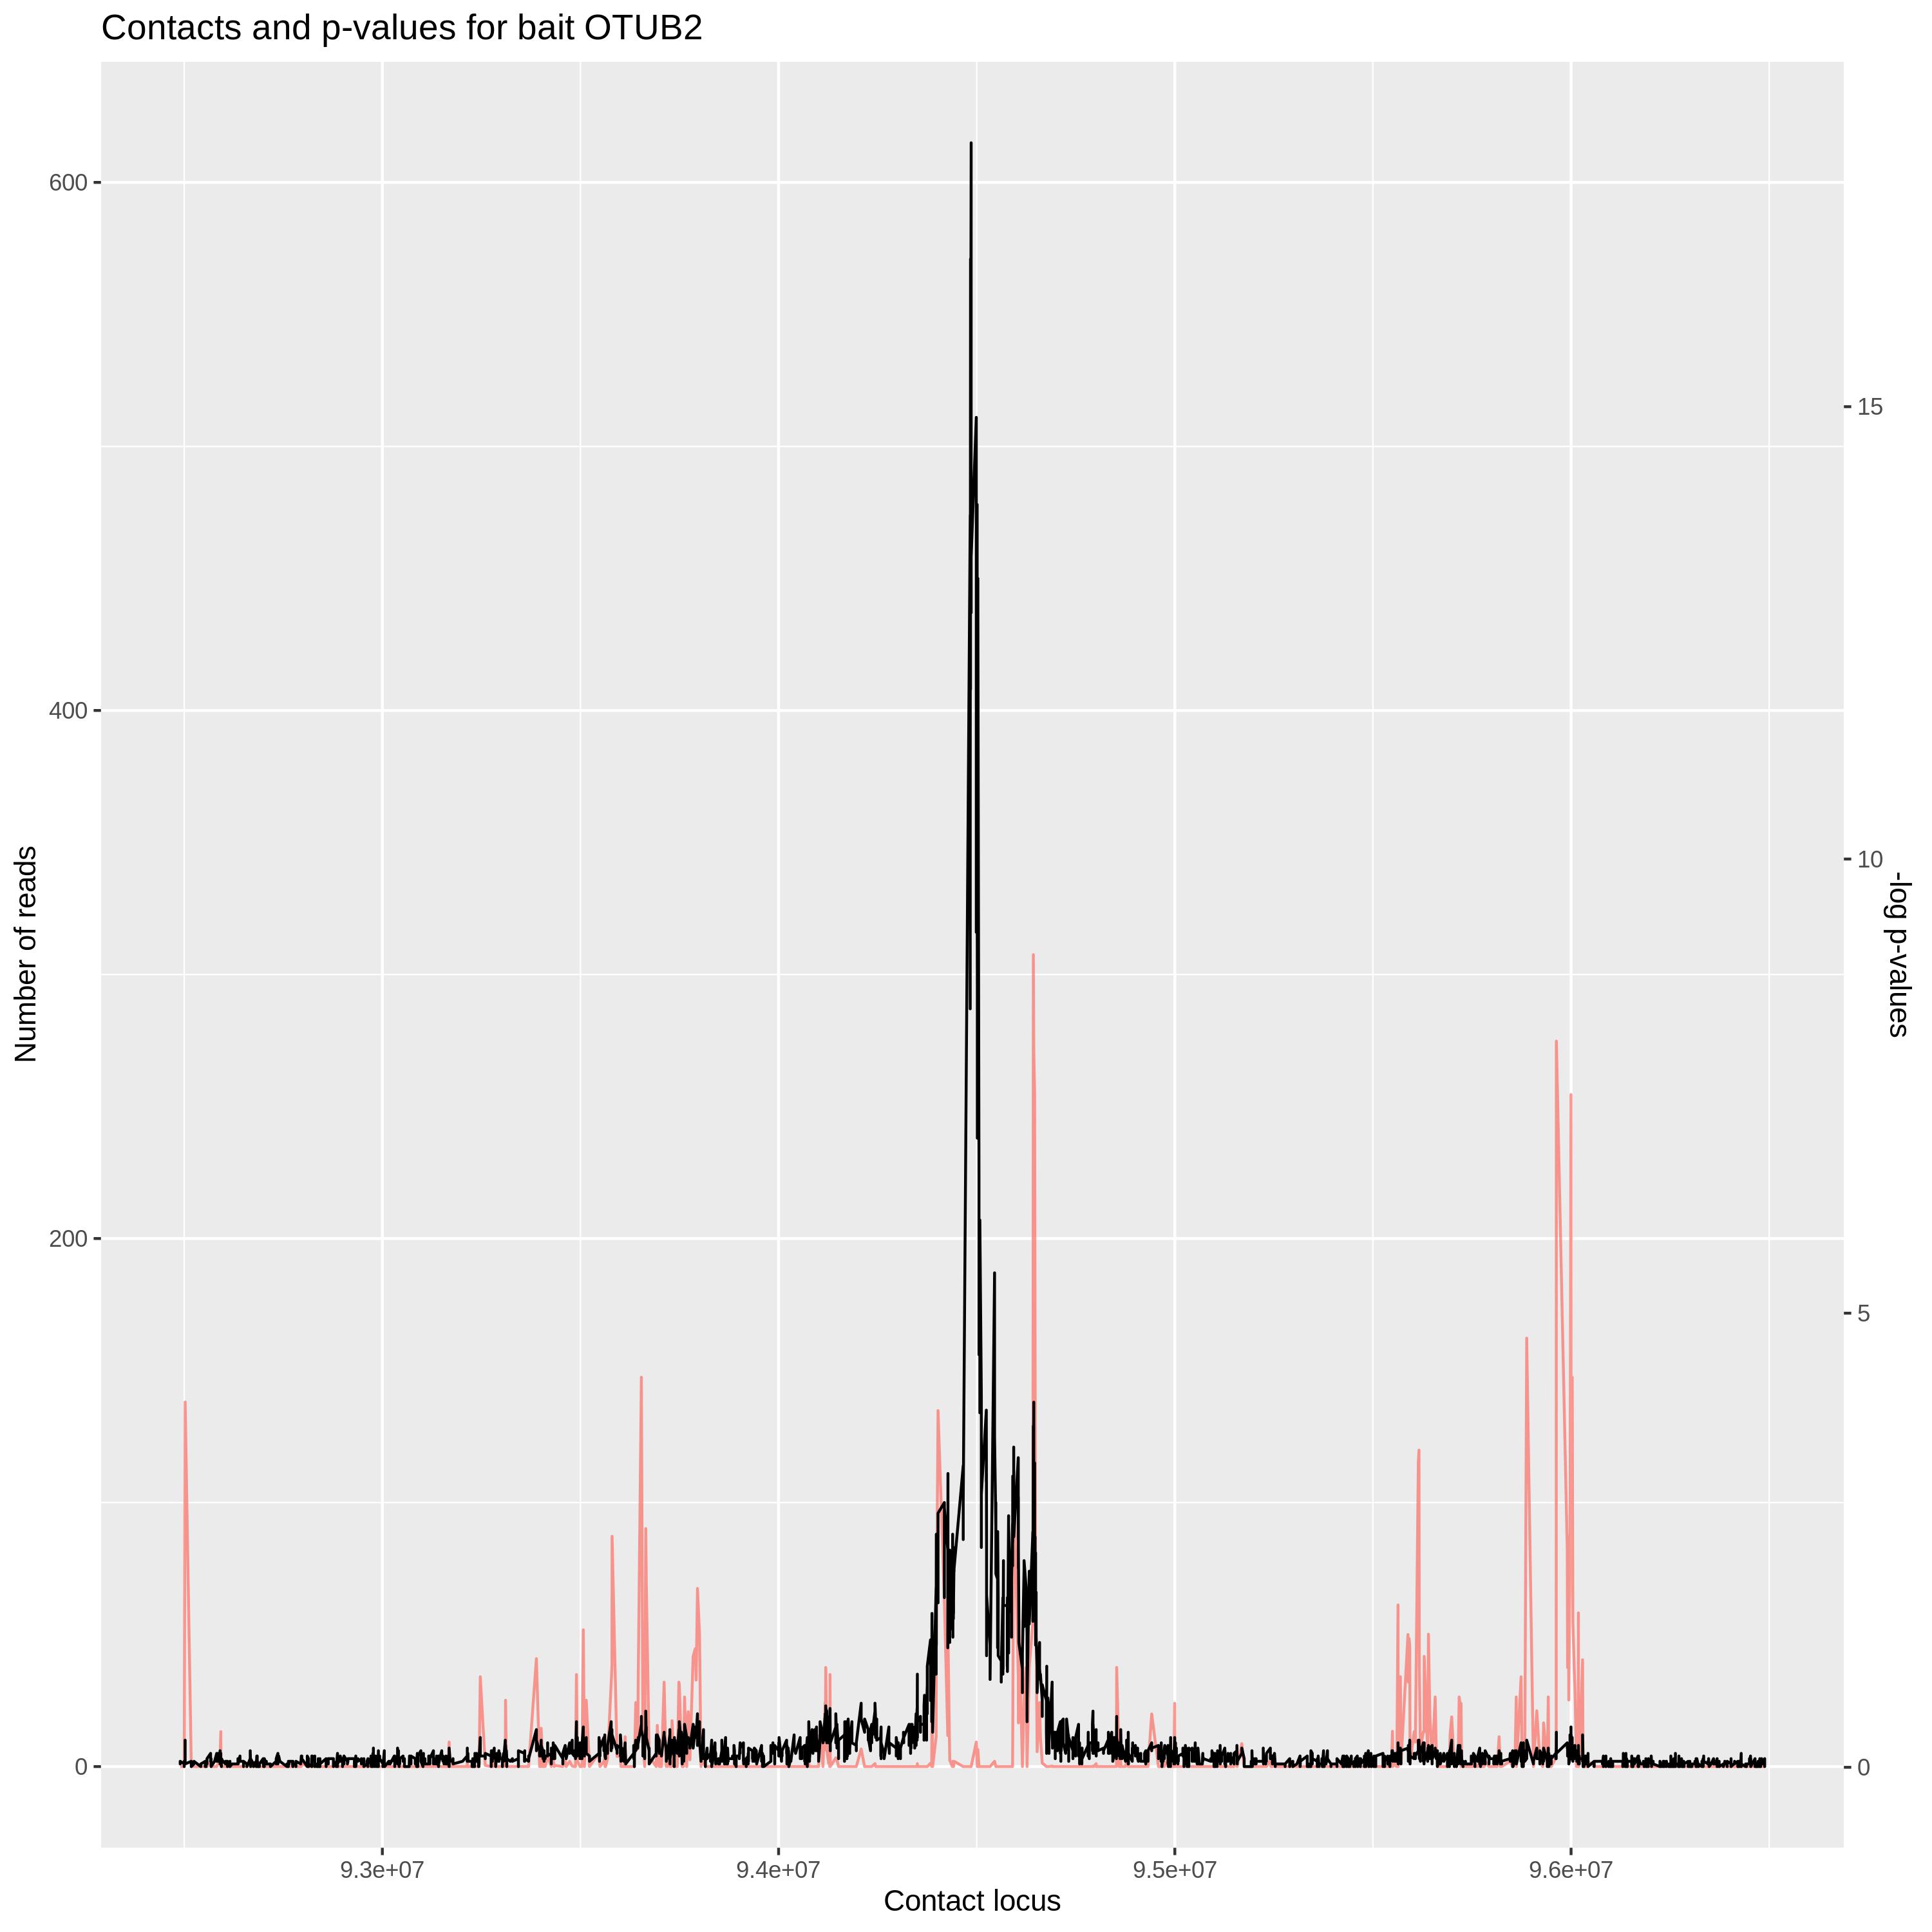 Contacts and p-values for bait OTUB2
600
400
200
0
Number of reads
15
10
5
0
-log p-values
9.3e+07
9.4e+07
9.5e+07
9.6e+07
Contact locus